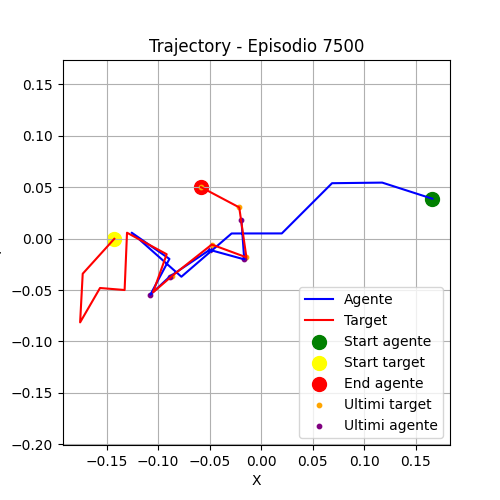 Trajectory - Episodio 7500
0.15
0.10
0.05
0.00
−0.05
−0.10
−0.15
−0.20
−0.15
−0.10
−0.05
0.00
0.05
0.10
0.15
X
Agente
Target
Start agente
Start target
End agente
Ultimi target
Ultimi agente